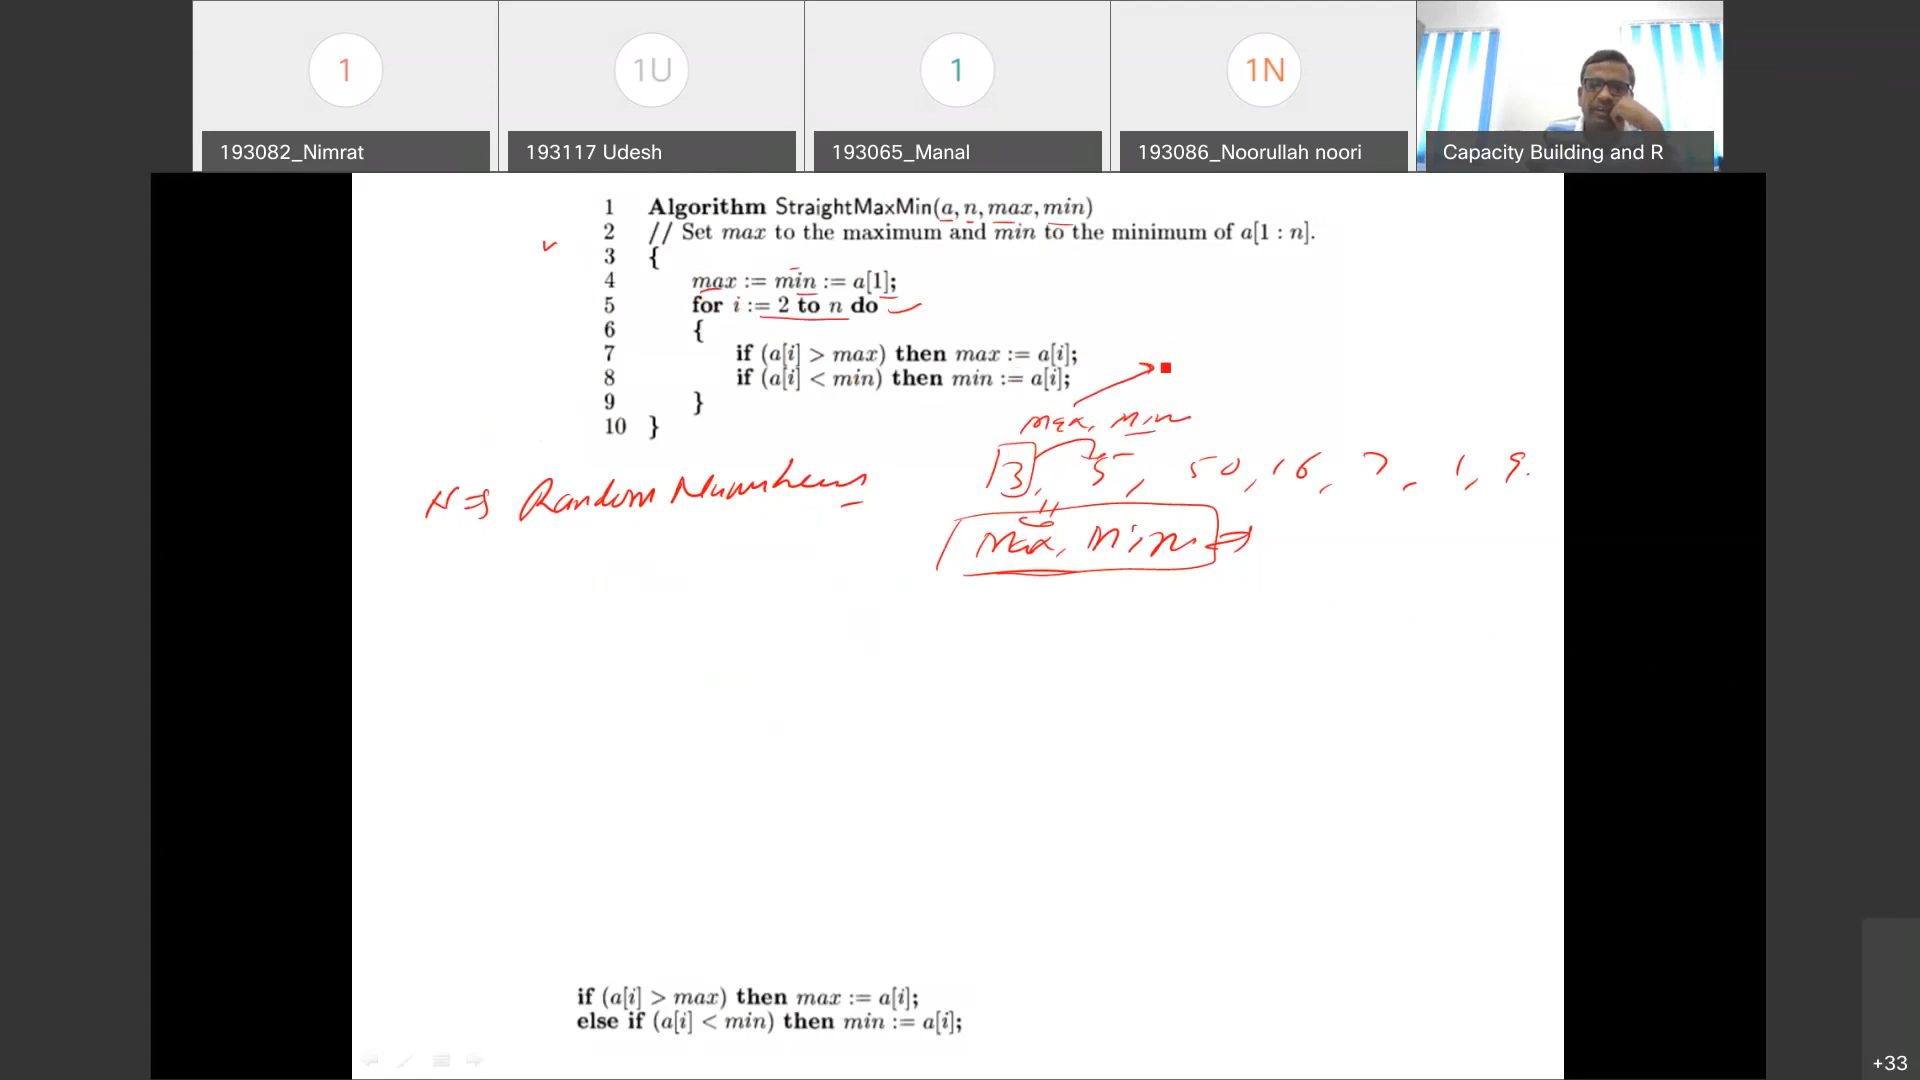 1
1U
1
1N
193082_Nimrat
193117 Udesh
193065_Manal
193086_Noorullah noori
Capacity Building and R
1 Algorithm StraightMaxMin(a, n, max, min)
2 // Set max to the maximum and min to the minimum of a[1 : n].
3 {
4 max := min := a[1];
5 for i := 2 to n do
6 {
7 if (a[i] > max) then max := a[i];
8 if (a[i] < min) then min := a[i];
9 }
10 }
max, min
N => Random Numbers
13, 5, 50, 16, 7, 1, 9.
max, min =>
if (a[i] > max) then max := a[i];
else if (a[i] < min) then min := a[i];
+33